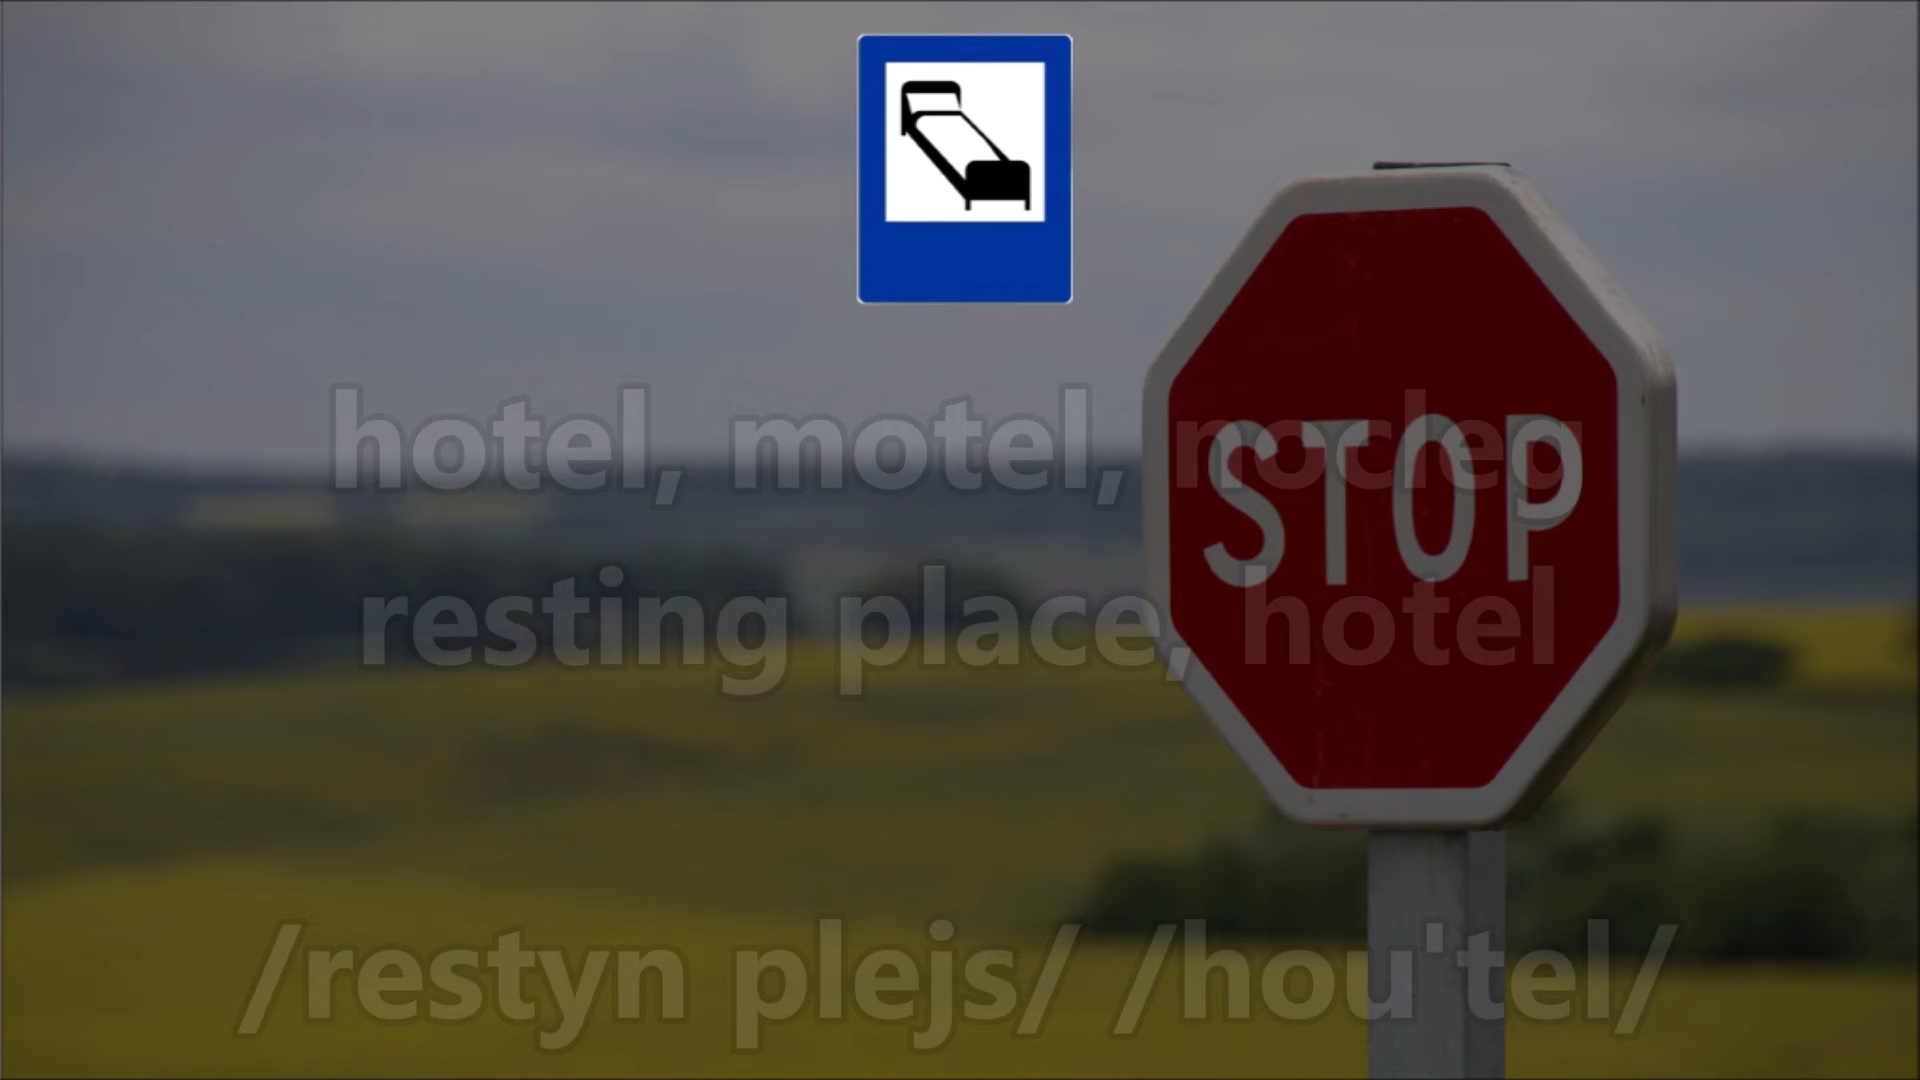 hotel, motel, nocleg
STOP
resting place, hotel
/restyn plejs/ /hou'tel/